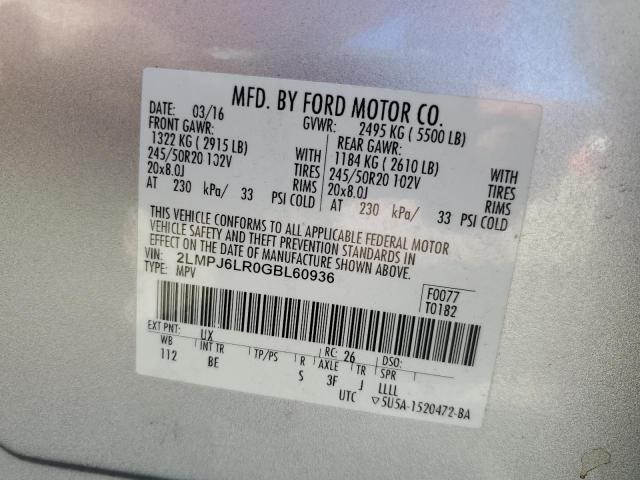 MFD. BY FORD MOTOR CO.
DATE: 03/16 GVWR: 2495 KG ( 5500 LB)
FRONT GAWR: REAR GAWR:
1322 KG ( 2915 LB) WITH 1184 KG ( 2610 LB) WITH
245/50R20 102V TIRES 245/50R20 102V TIRES
20x8.0J RIMS 20x8.0J RIMS
AT 230 kPa/ 33 PSI COLD AT 230 kPa/ 33 PSI COLD
THIS VEHICLE CONFORMS TO ALL APPLICABLE FEDERAL MOTOR
VEHICLE SAFETY AND THEFT PREVENTION STANDARDS IN
EFFECT ON THE DATE OF MANUFACTURE SHOWN ABOVE.
VIN: 2LMPJ6LR0GBL60936
TYPE: MPV
F0077
T0182
EXT PNT: UX RC: 26 DSO:
WB INT TR TP/PS R AXLE TR SPR
112 BE S 3F J LLLL
UTC ▽5U5A-1520472-BA